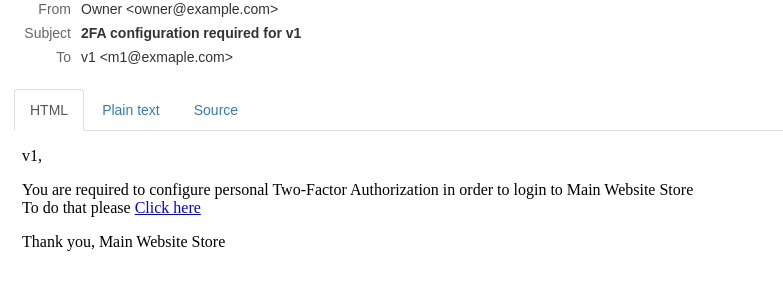 From Owner <owner@example.com>
Subject 2FA configuration required for v1
To v1 <m1@exmaple.com>
HTML Plain text Source
v1,
You are required to configure personal Two-Factor Authorization in order to login to Main Website Store
To do that please Click here
Thank you, Main Website Store